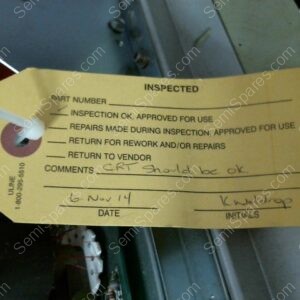 INSPECTED
PART NUMBER
INSPECTION OK, APPROVED FOR USE
REPAIRS MADE DURING INSPECTION, APPROVED FOR USE
RETURN FOR REWORK AND/OR REPAIRS
RETURN TO VENDOR
COMMENTS CRT should be ok
6 Nov 14
DATE INITIALS
ULINE
1-800-295-5510
SemiSpares.com